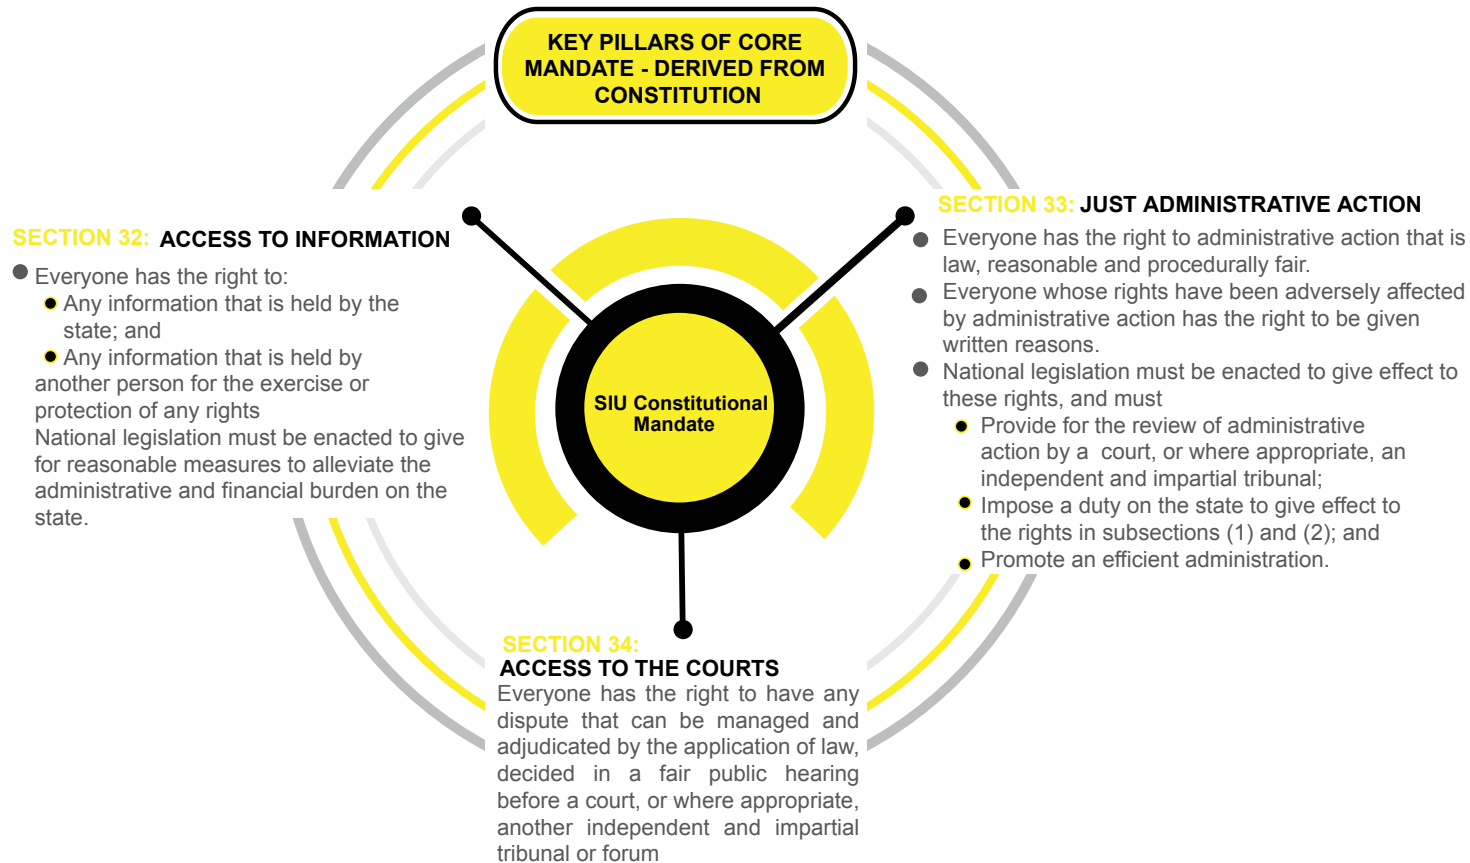 KEY PILLARS OF CORE
MANDATE - DERIVED FROM
CONSTITUTION
SECTION 32: ACCESS TO INFORMATION
Everyone has the right to:
Any information that is held by the
state; and
Any information that is held by
another person for the exercise or
protection of any rights
National legislation must be enacted to give
for reasonable measures to alleviate the
administrative and financial burden on the
state.
SIU Constitutional
Mandate
SECTION 33: JUST ADMINISTRATIVE ACTION
Everyone has the right to administrative action that is
law, reasonable and procedurally fair.
Everyone whose rights have been adversely affected
by administrative action has the right to be given
written reasons.
National legislation must be enacted to give effect to
these rights, and must
Provide for the review of administrative
action by a court, or where appropriate, an
independent and impartial tribunal;
Impose a duty on the state to give effect to
the rights in subsections (1) and (2); and
Promote an efficient administration.
SECTION 34:
ACCESS TO THE COURTS
Everyone has the right to have any
dispute that can be managed and
adjudicated by the application of law,
decided in a fair public hearing
before a court, or where appropriate,
another independent and impartial
tribunal or forum